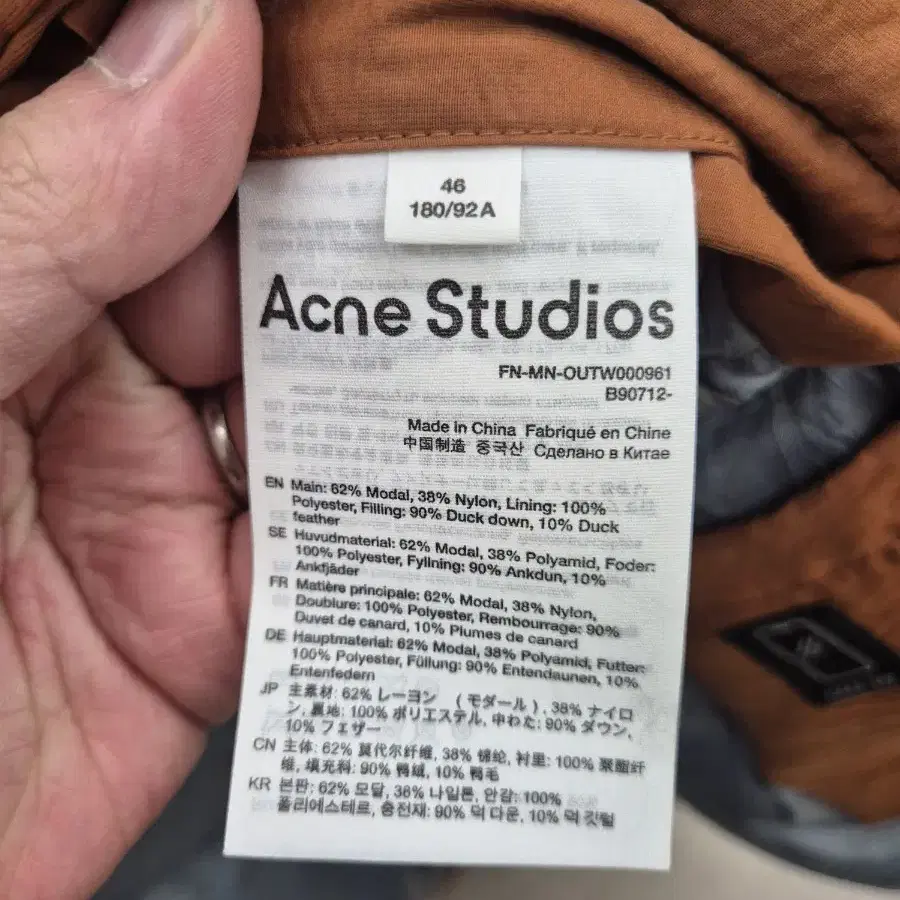 46
180/92A
Acne Studios
FN-MN-OUTW000961
B90712-
Made in China Fabriqué en Chine
中国制造 중국산 Сделано в Китае
EN Main: 62% Modal, 38% Nylon, Lining: 100%
Polyester, Filling: 90% Duck down, 10% Duck
feather
SE Huvudmaterial: 62% Modal, 38% Polyamid, Foder:
100% Polyester, Fyllning: 90% Ankdun, 10%
Ankfjäder
FR Matière principale: 62% Modal, 38% Nylon,
Doublure: 100% Polyester, Rembourrage: 90%
Duvet de canard, 10% Plumes de canard
DE Hauptmaterial: 62% Modal, 38% Polyamid, Futter:
100% Polyester, Füllung: 90% Entendaunen, 10%
Entenfedern
JP 主素材: 62% レーヨン (モダール), 38% ナイロ
ン, 裏地: 100% ポリエステル, 中わた: 90% ダウン,
10% フェザー
CN 主体: 62% 莫代尔纤维, 38% 锦纶, 衬里: 100% 聚酯纤
维, 填充料: 90% 鸭绒, 10% 鸭毛
KR 본판: 62% 모달, 38% 나일론, 안감: 100%
폴리에스테르, 충전재: 90% 덕 다운, 10% 덕 깃털